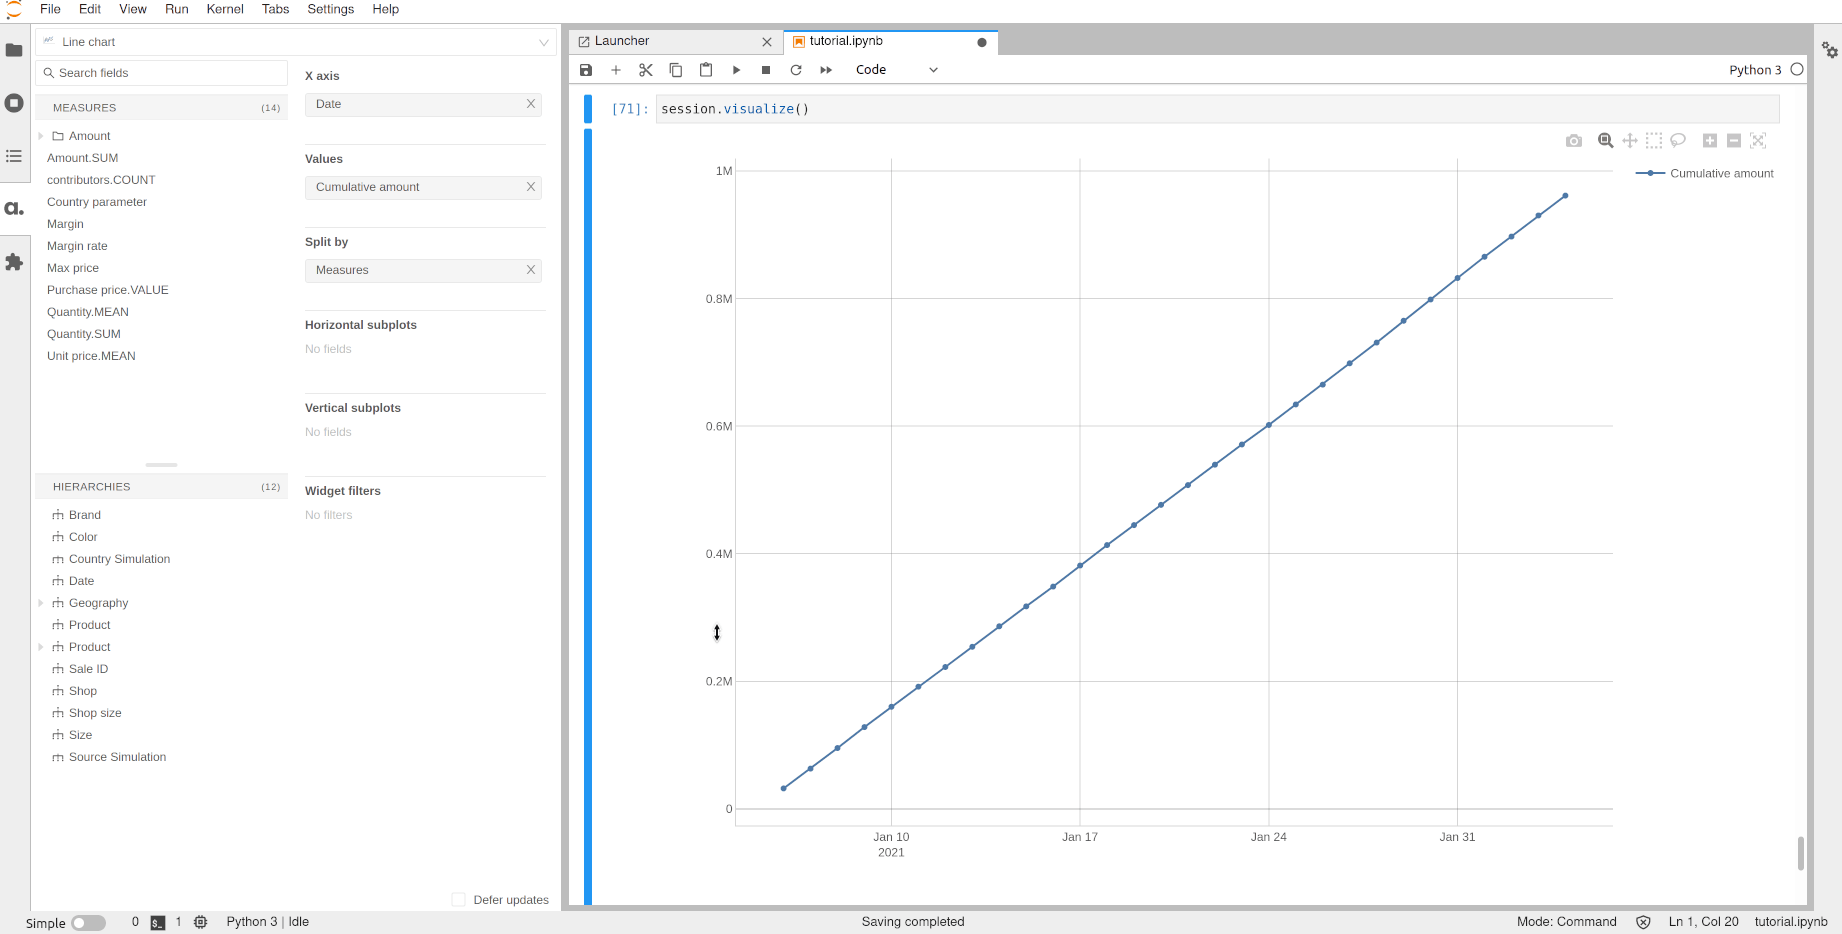 File Edit View Run Kernel Tabs Settings Help
Line chart
Search fields
MEASURES (14)
Amount
Amount.SUM
contributors.COUNT
Country parameter
Margin
Margin rate
Max price
Purchase price.VALUE
Quantity.MEAN
Quantity.SUM
Unit price.MEAN
HIERARCHIES (12)
Brand
Color
Country Simulation
Date
Geography
Product
Product
Sale ID
Shop
Shop size
Size
Source Simulation
X axis
Date X
Values
Cumulative amount X
Split by
Measures X
Horizontal subplots
No fields
Vertical subplots
No fields
Widget filters
No filters
Defer updates
a.
Launcher
tutorial.ipynb
Code
Python 3
[71]: session.visualize()
Cumulative amount
1M
0.8M
0.6M
0.4M
0.2M
0
Jan 10
2021
Jan 17
Jan 24
Jan 31
Simple 0 $_ 1 Python 3 | Idle
Saving completed
Mode: Command Ln 1, Col 20 tutorial.ipynb